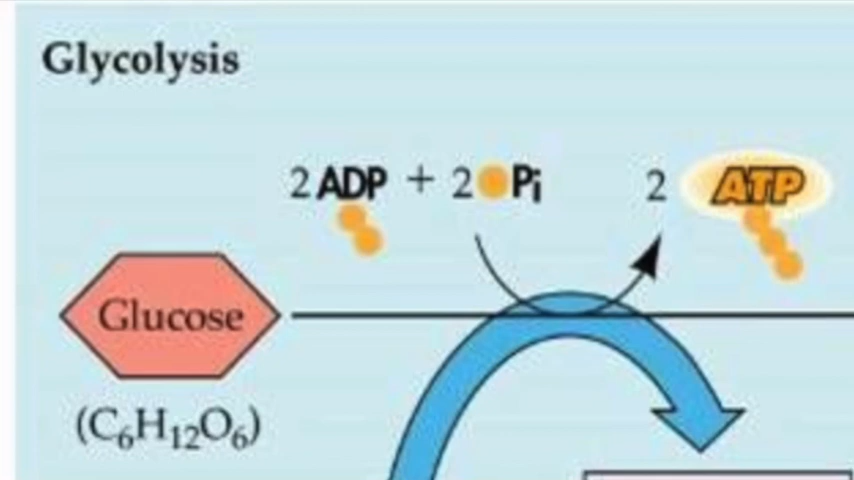 Glycolysis
2 ADP + 2 Pi 2 ATP
Glucose
(C₆H₁₂O₆)